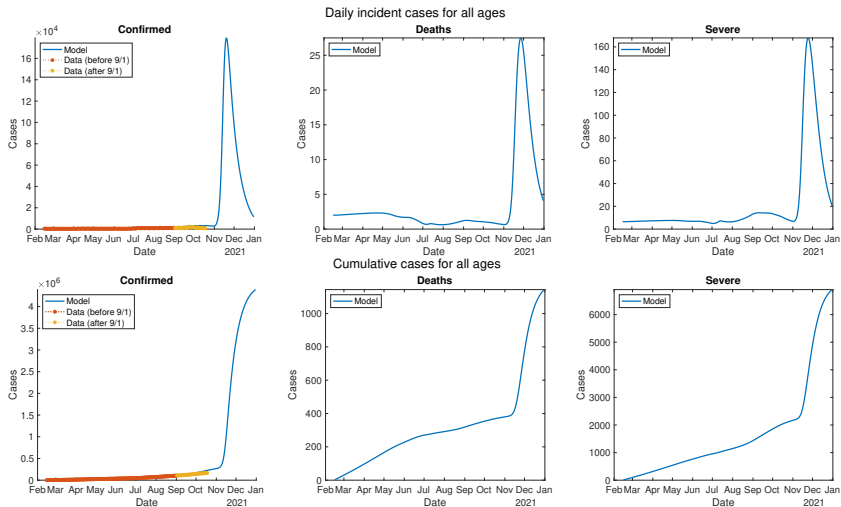 Daily incident cases for all ages
Confirmed
Deaths
Severe
×10⁴
Model
Data (before 9/1)
Data (after 9/1)
Model
Model
Cases
Cases
Cases
16
14
12
10
8
6
4
2
0
25
20
15
10
5
0
160
140
120
100
80
60
40
20
0
Feb Mar Apr May Jun Jul Aug Sep Oct Nov Dec Jan
Feb Mar Apr May Jun Jul Aug Sep Oct Nov Dec Jan
Feb Mar Apr May Jun Jul Aug Sep Oct Nov Dec Jan
Date 2021
Date 2021
Date 2021
Cumulative cases for all ages
Confirmed
Deaths
Severe
×10⁶
Model
Data (before 9/1)
Data (after 9/1)
Model
Model
Cases
Cases
Cases
4
3.5
3
2.5
2
1.5
1
0.5
0
1000
800
600
400
200
0
6000
5000
4000
3000
2000
1000
0
Feb Mar Apr May Jun Jul Aug Sep Oct Nov Dec Jan
Feb Mar Apr May Jun Jul Aug Sep Oct Nov Dec Jan
Feb Mar Apr May Jun Jul Aug Sep Oct Nov Dec Jan
Date 2021
Date 2021
Date 2021